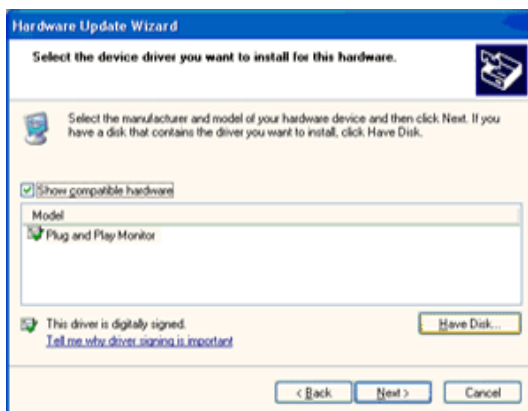 Hardware Update Wizard
Select the device driver you want to install for this hardware.
Select the manufacturer and model of your hardware device and then click Next. If you
have a disk that contains the driver you want to install, click Have Disk.
Show compatible hardware
Model
Plug and Play Monitor
This driver is digitally signed.
Have Disk...
Tell me why driver signing is important
< Back
Next >
Cancel